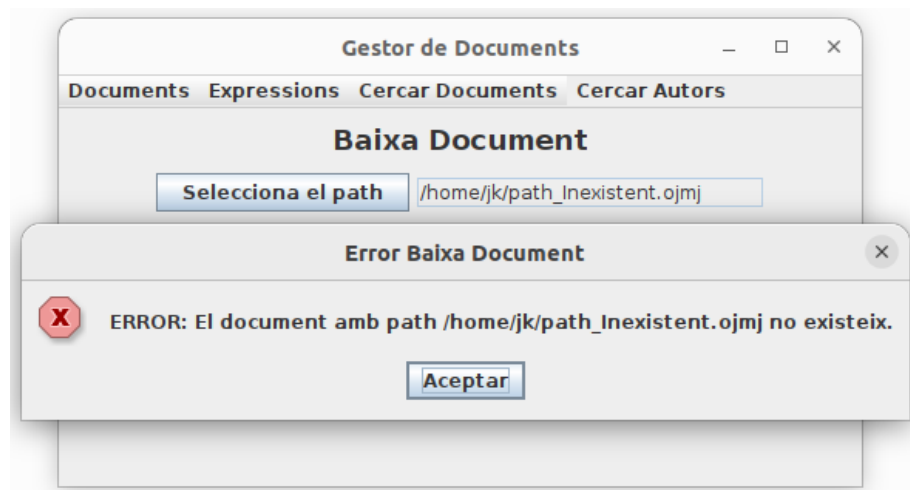 Gestor de Documents
Documents Expressions Cercar Documents Cercar Autors
Baixa Document
Selecciona el path /home/jk/path_Inexistent.ojmj
Error Baixa Document
ERROR: El document amb path /home/jk/path_Inexistent.ojmj no existeix.
Aceptar